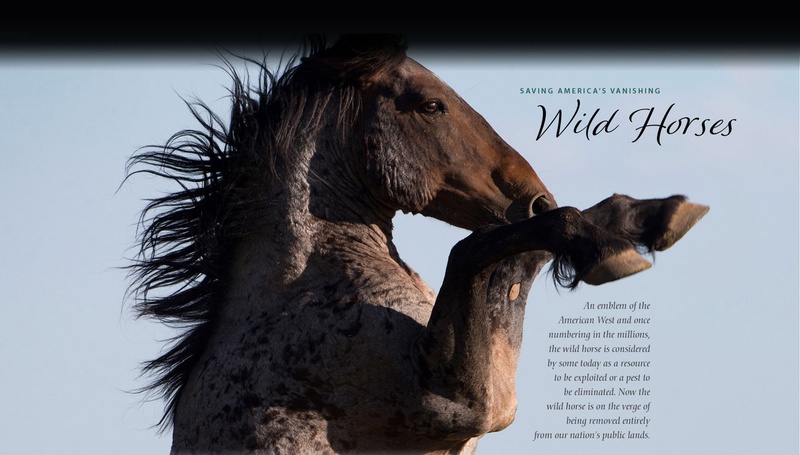 SAVING AMERICA'S VANISHING
Wild Horses
An emblem of the
American West and once
numbering in the millions,
the wild horse is considered
by some today as a resource
to be exploited or a pest to
be eliminated. Now the
wild horse is on the verge of
being removed entirely
from our nation's public lands.